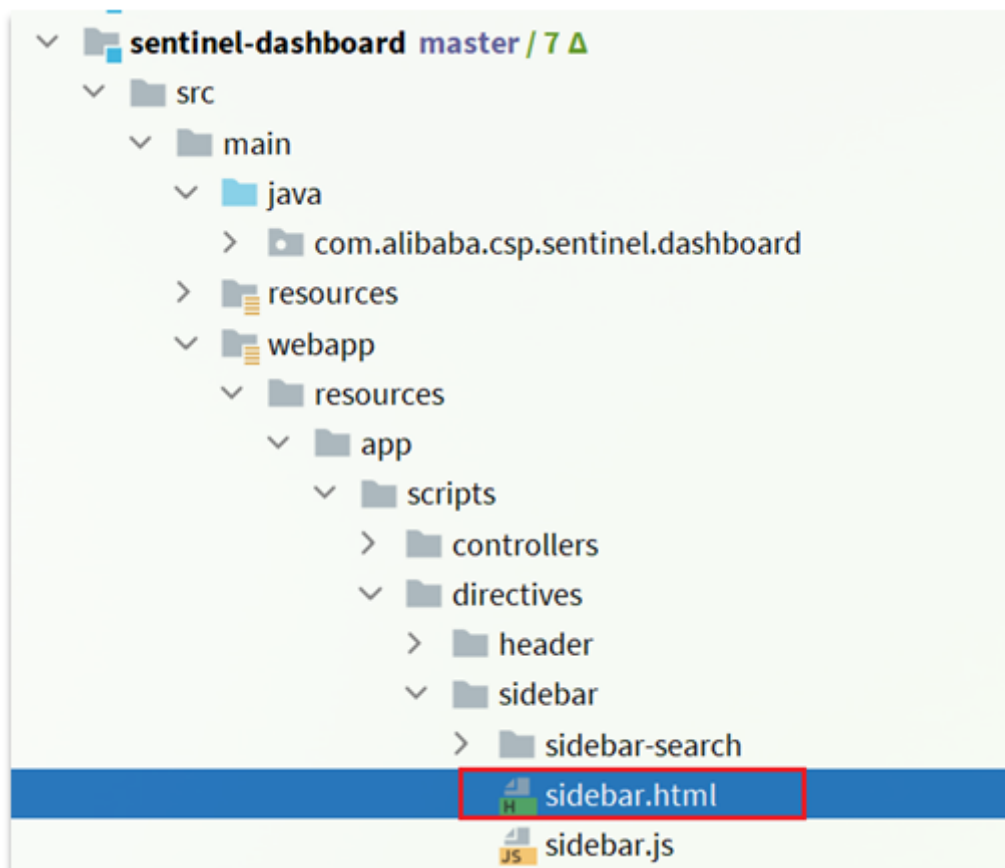 sentinel-dashboard master / 7 Δ
src
main
java
com.alibaba.csp.sentinel.dashboard
resources
webapp
resources
app
scripts
controllers
directives
header
sidebar
sidebar-search
H sidebar.html
JS sidebar.js